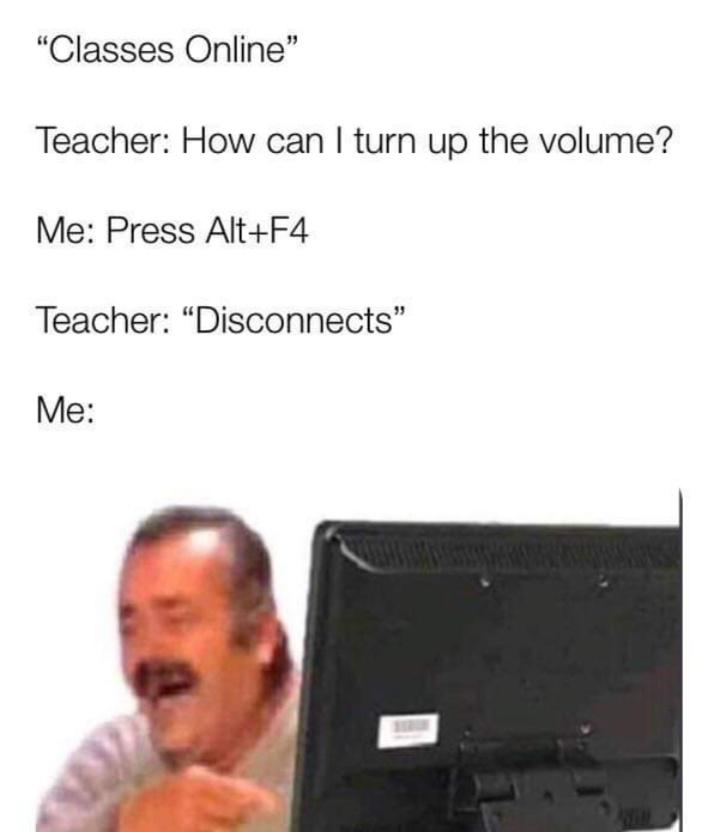 “Classes Online”
Teacher: How can I turn up the volume?
Me: Press Alt+F4
Teacher: “Disconnects”
Me: